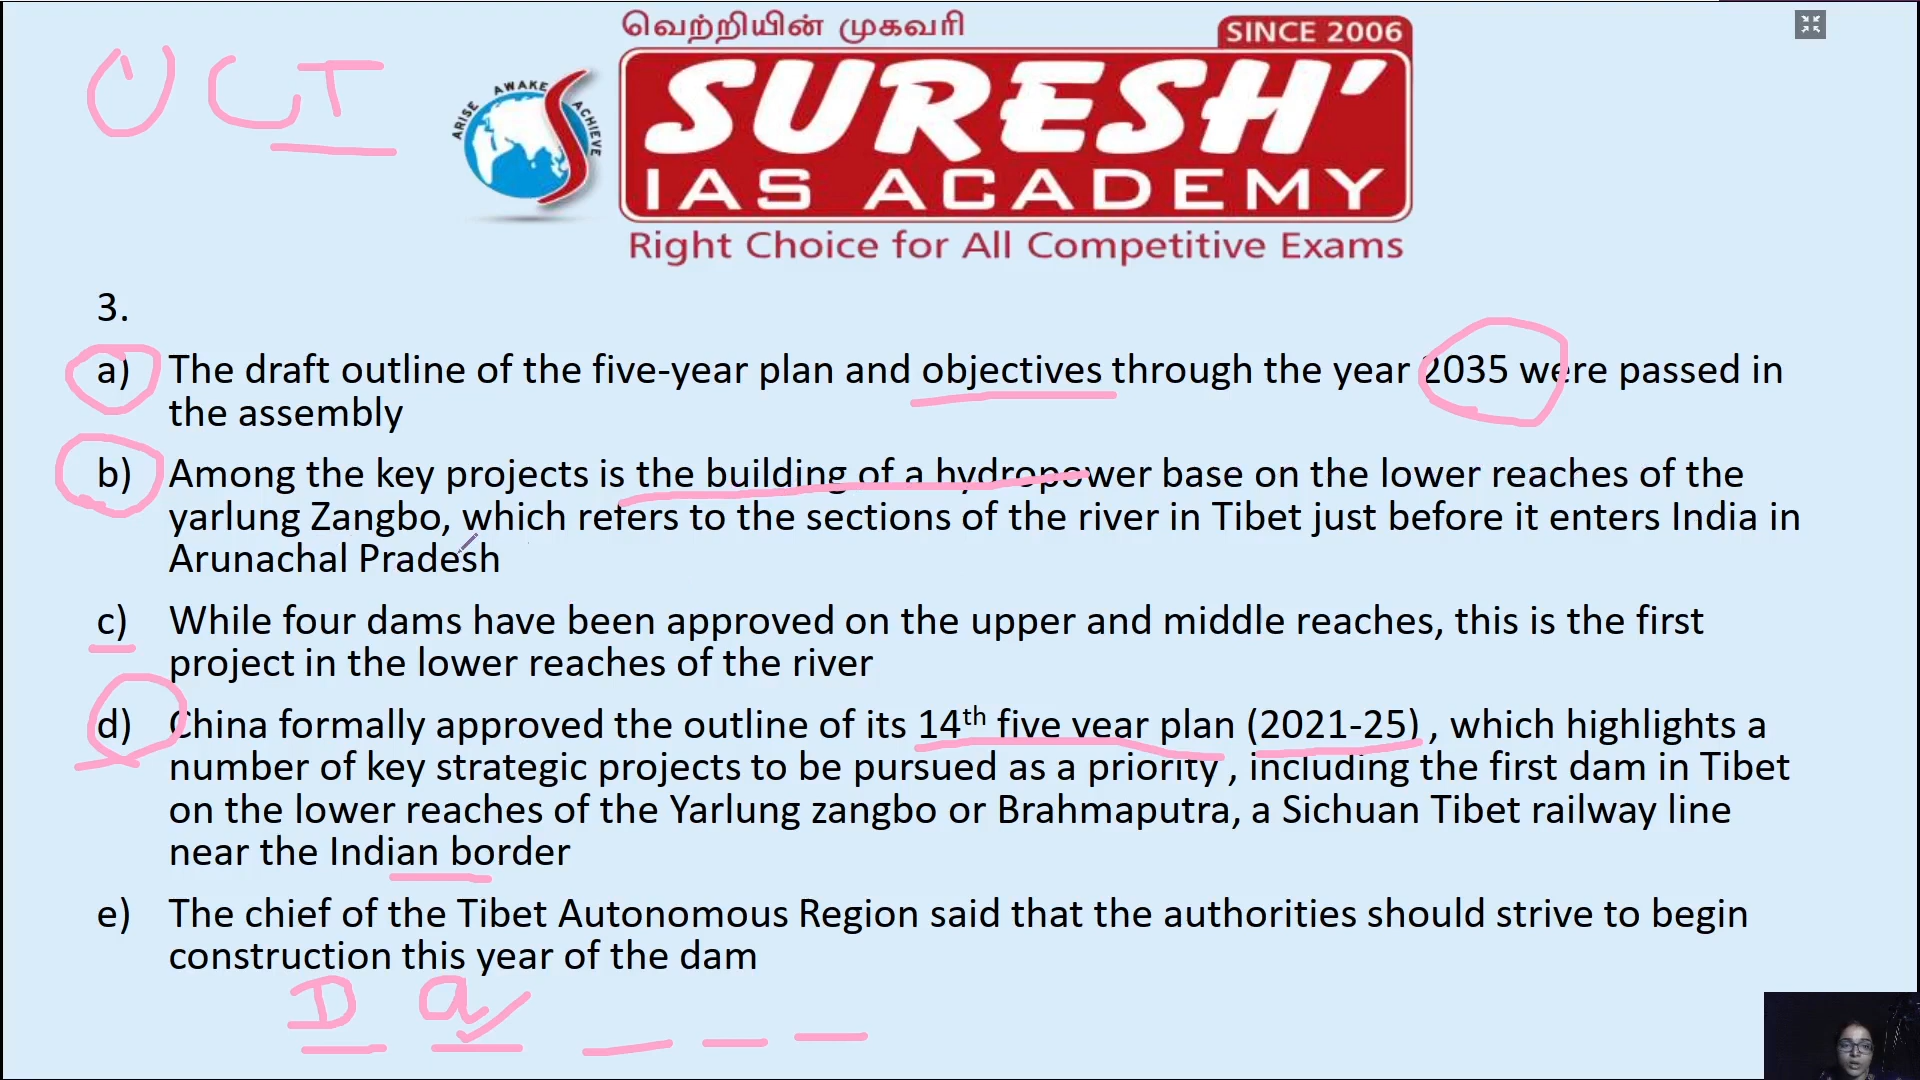 OCT
வெற்றியின் முகவரி
SINCE 2006
ARISE AWAKE ACHIEVE
SURESH'
IAS ACADEMY
Right Choice for All Competitive Exams
3.
a) The draft outline of the five-year plan and objectives through the year 2035 were passed in
the assembly
b) Among the key projects is the building of a hydropower base on the lower reaches of the
yarlung Zangbo, which refers to the sections of the river in Tibet just before it enters India in
Arunachal Pradesh
c) While four dams have been approved on the upper and middle reaches, this is the first
project in the lower reaches of the river
d) China formally approved the outline of its 14th five year plan (2021-25) , which highlights a
number of key strategic projects to be pursued as a priority , including the first dam in Tibet
on the lower reaches of the Yarlung zangbo or Brahmaputra, a Sichuan Tibet railway line
near the Indian border
e) The chief of the Tibet Autonomous Region said that the authorities should strive to begin
construction this year of the dam
D a